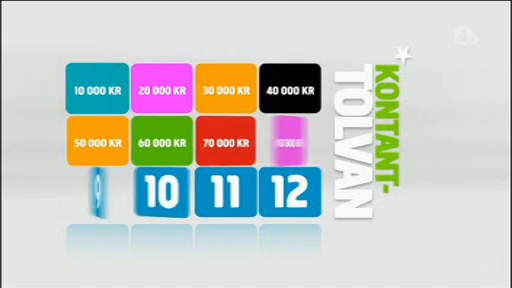 10 000 KR 20 000 KR 30 000 KR 40 000 KR
50 000 KR 60 000 KR 70 000 KR
10 11 12
KONTANT-
TOLVAN